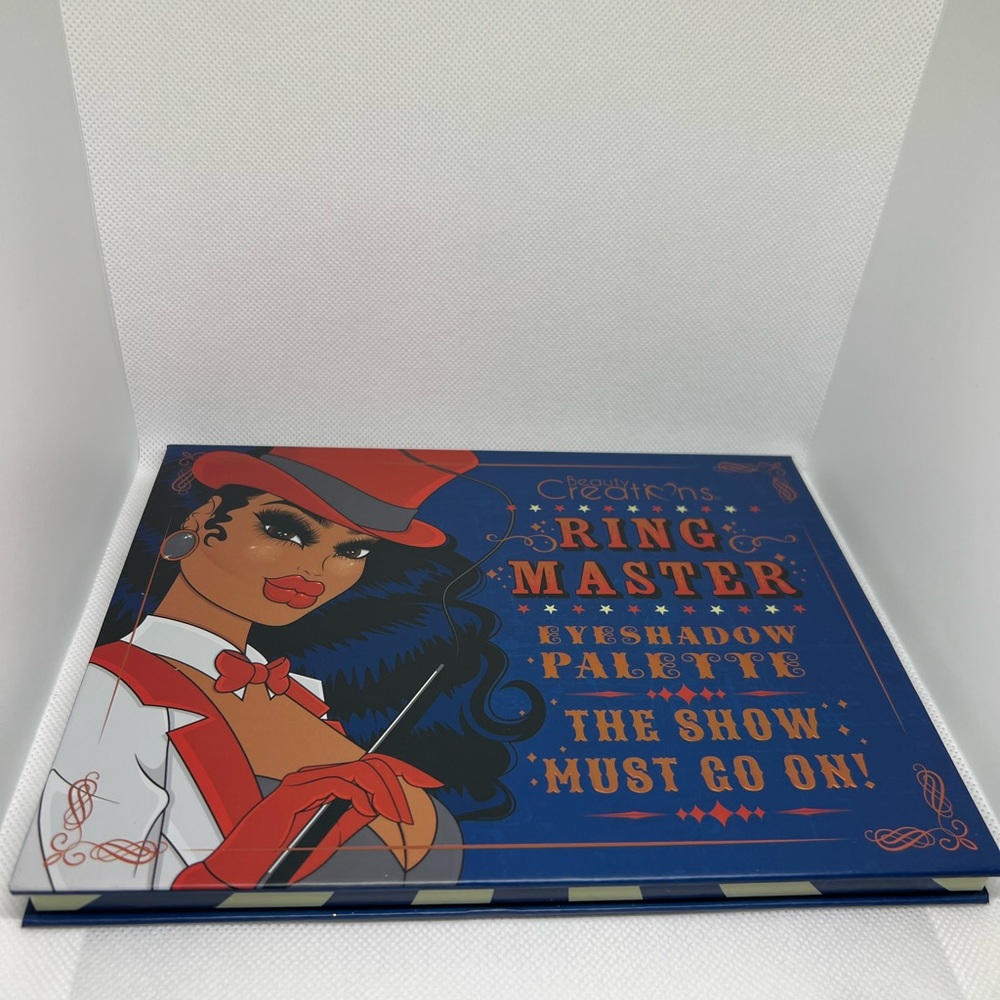 Beauty
Creations
RING
MASTER
EYESHADOW
PALETTE
THE SHOW
MUST GO ON!